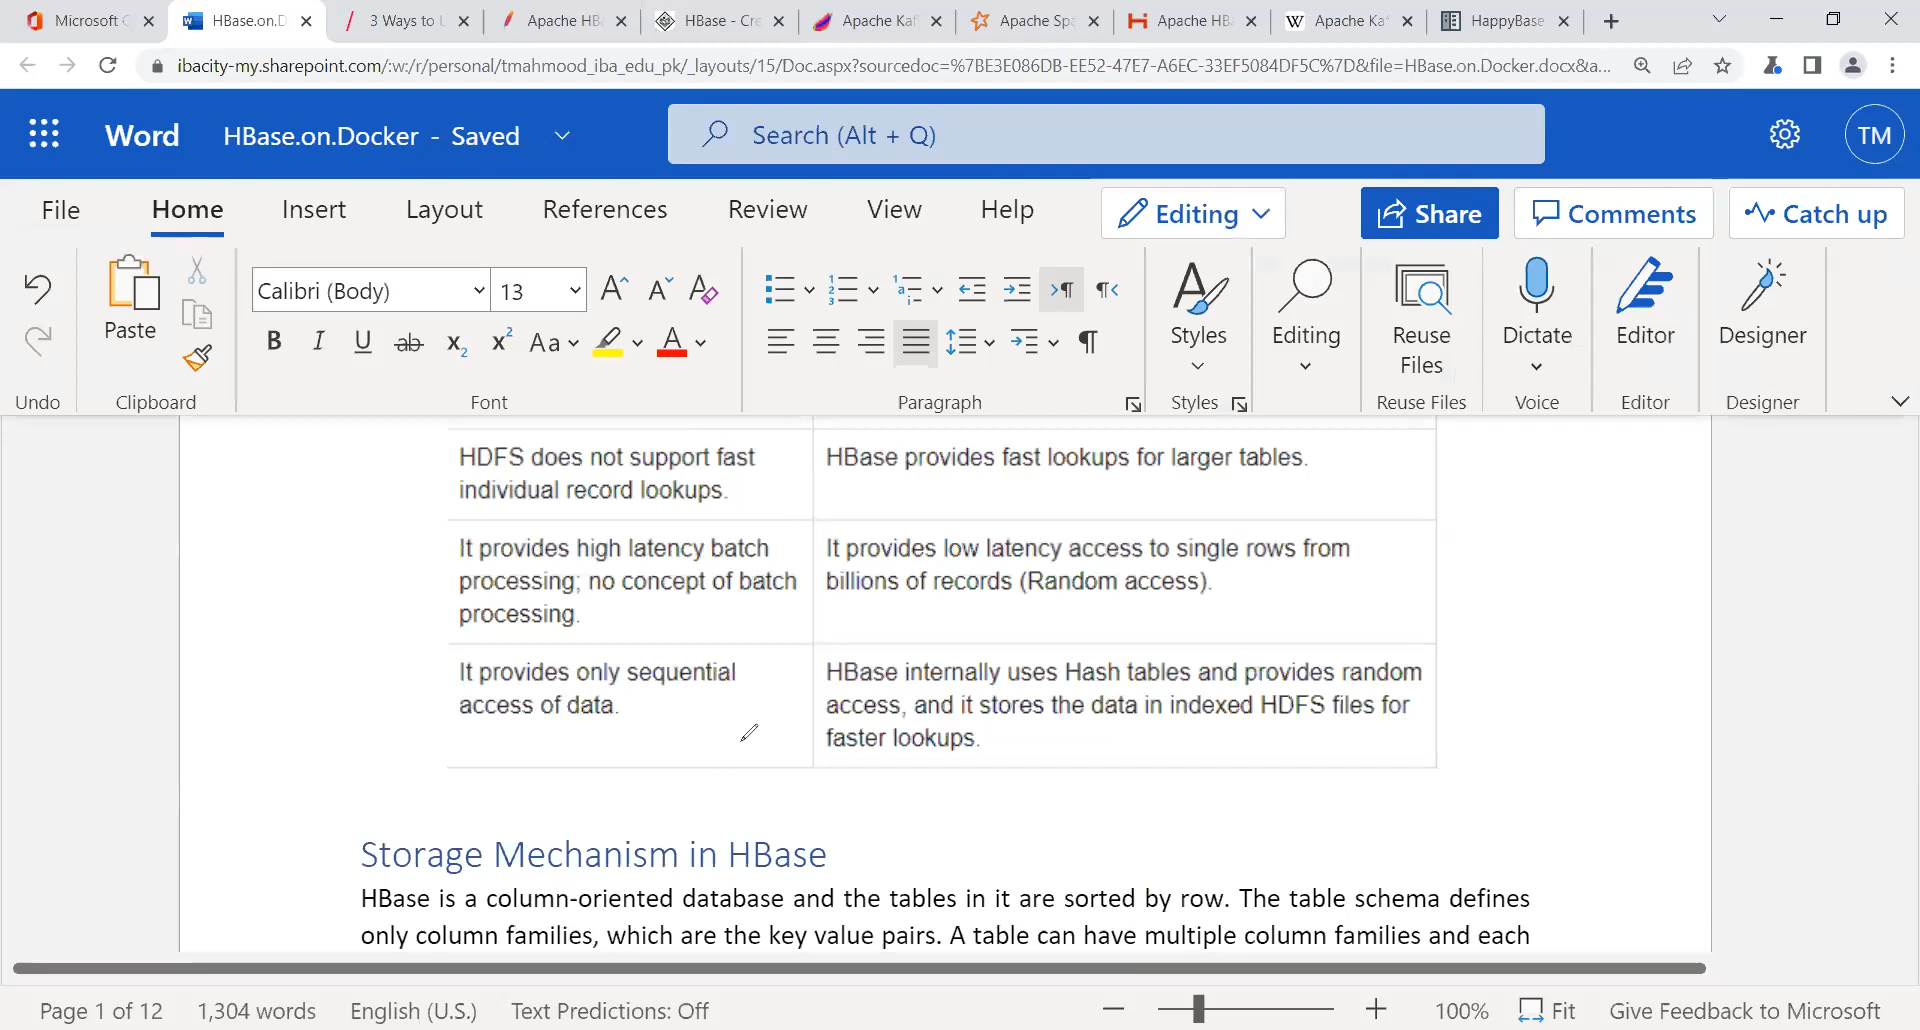 Microsoft O
HBase.on.D
3 Ways to L
Apache HBa
HBase - Cre
Apache Kaf
Apache Spa
Apache HBa
W Apache Kaf
HappyBase
ibacity-my.sharepoint.com/:w:/r/personal/tmahmood_iba_edu_pk/_layouts/15/Doc.aspx?sourcedoc=%7BE3E086DB-EE52-47E7-A6EC-33EF5084DF5C%7D&file=HBase.on.Docker.docx&a...
Word HBase.on.Docker - Saved
Search (Alt + Q)
TM
File Home Insert Layout References Review View Help
Editing
Share
Comments
Catch up
Paste
Calibri (Body) 13
B I U ab x2 x2 Aa A
Styles
Editing
Reuse
Files
Dictate
Editor
Designer
Undo Clipboard Font Paragraph Styles Reuse Files Voice Editor Designer
HDFS does not support fast
individual record lookups.
HBase provides fast lookups for larger tables.
It provides high latency batch
processing; no concept of batch
processing.
It provides low latency access to single rows from
billions of records (Random access).
It provides only sequential
access of data.
HBase internally uses Hash tables and provides random
access, and it stores the data in indexed HDFS files for
faster lookups.
Storage Mechanism in HBase
HBase is a column-oriented database and the tables in it are sorted by row. The table schema defines
only column families, which are the key value pairs. A table can have multiple column families and each
Page 1 of 12 1,304 words English (U.S.) Text Predictions: Off 100% Fit Give Feedback to Microsoft